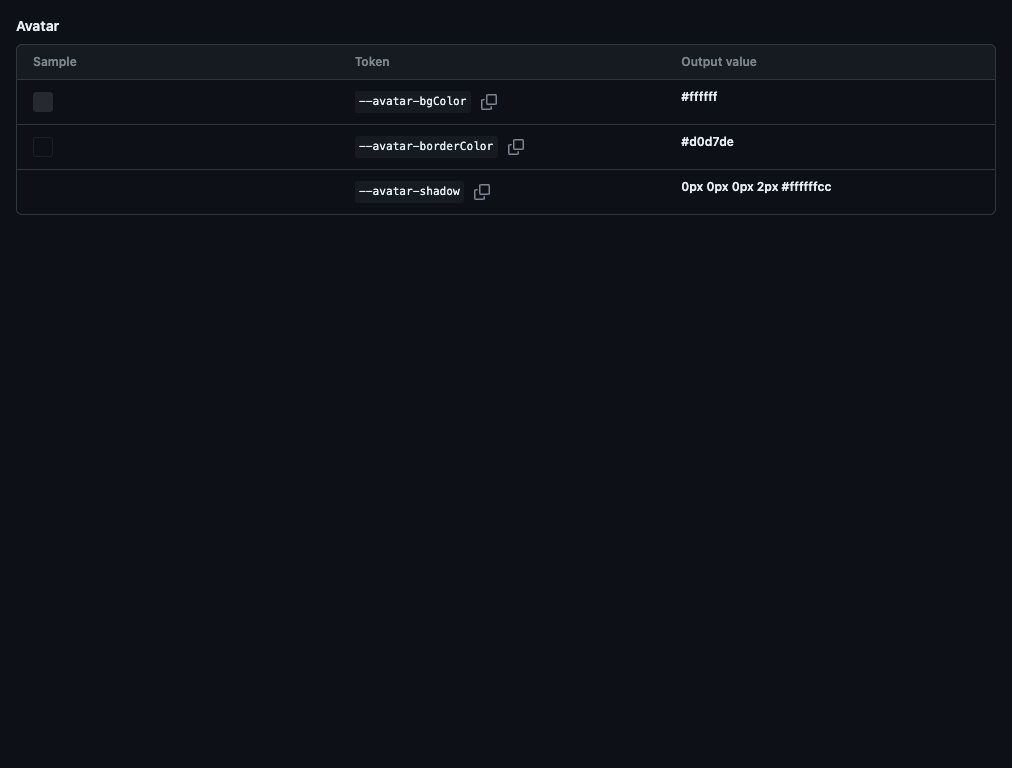 Avatar
Sample Token Output value
--avatar-bgColor #ffffff
--avatar-borderColor #d0d7de
--avatar-shadow 0px 0px 0px 2px #ffffffcc